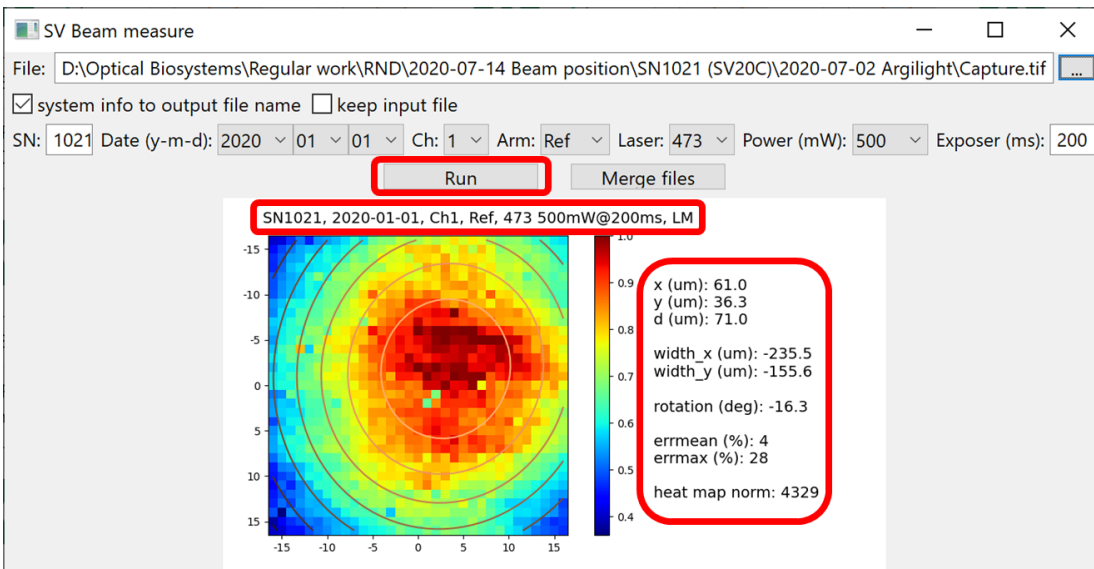 SV Beam measure
File: D:\Optical Biosystems\Regular work\RND\2020-07-14 Beam position\SN1021 (SV20C)\2020-07-02 Argilight\Capture.tif ...
system info to output file name keep input file
SN: 1021 Date (y-m-d): 2020 01 01 Ch: 1 Arm: Ref Laser: 473 Power (mW): 500 Exposer (ms): 200
Run Merge files
SN1021, 2020-01-01, Ch1, Ref, 473 500mW@200ms, LM
-15
-10
-5
0
5
10
15
-15 -10 -5 0 5 10 15
1.0
0.9
0.8
0.7
0.6
0.5
0.4
x (um): 61.0
y (um): 36.3
d (um): 71.0
width_x (um): -235.5
width_y (um): -155.6
rotation (deg): -16.3
errmean (%): 4
errmax (%): 28
heat map norm: 4329